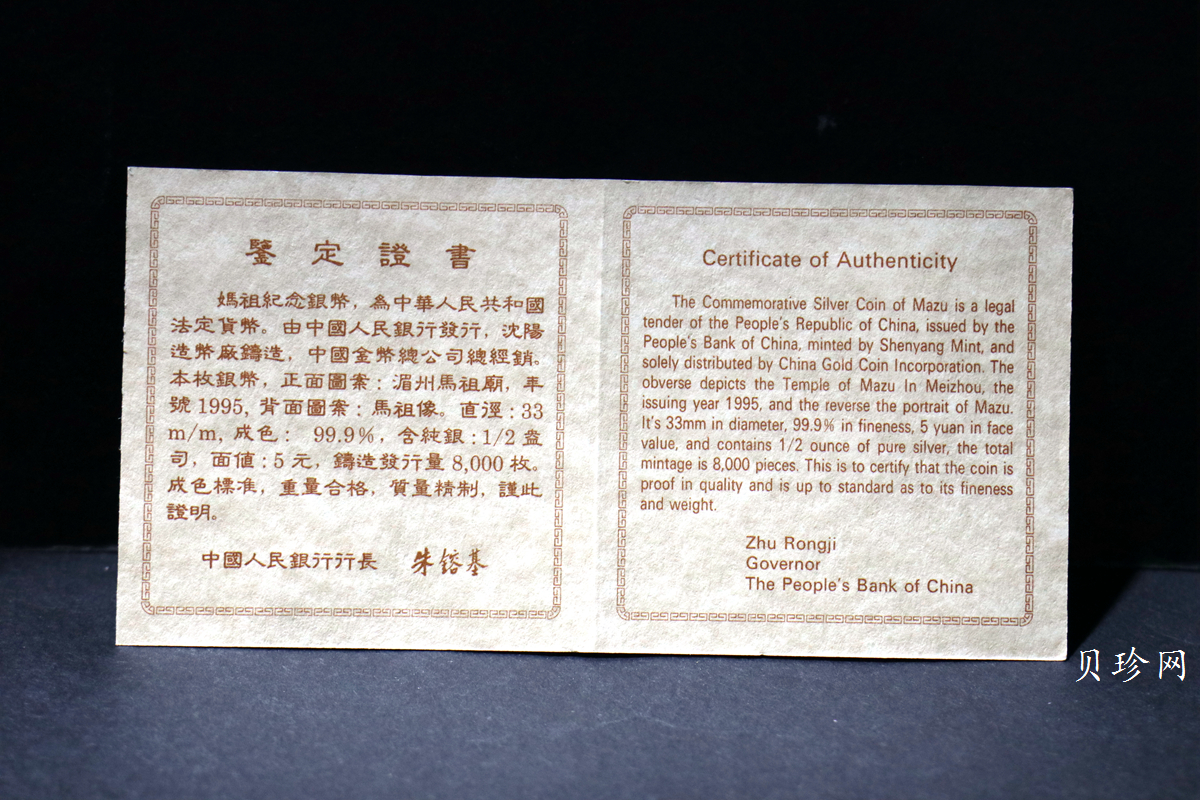 鑒定證書
媽祖紀念銀幣，為中華人民共和國
法定貨幣。由中國人民銀行發行，沈陽
造幣廠鑄造，中國金幣總公司總經銷。
本枚銀幣，正面圖案：湄州馬祖廟，年
號1995，背面圖案：馬祖像。直徑：33
m/m，成色： 99.9%，含純銀：1/2盎
司，面値：5元，鑄造發行量8,000枚。
成色標准，重量合格，質量精制，謹此
證明。
中國人民銀行行長 朱鎔基
Certificate of Authenticity
The Commemorative Silver Coin of Mazu is a legal
tender of the People's Republic of China, issued by the
People's Bank of China, minted by Shenyang Mint, and
solely distributed by China Gold Coin Incorporation. The
obverse depicts the Temple of Mazu In Meizhou, the
issuing year 1995, and the reverse the portrait of Mazu.
It's 33mm in diameter, 99.9% in fineness, 5 yuan in face
value, and contains 1/2 ounce of pure silver, the total
mintage is 8,000 pieces. This is to certify that the coin is
proof in quality and is up to standard as to its fineness
and weight.
Zhu Rongji
Governor
The People's Bank of China
贝珍网